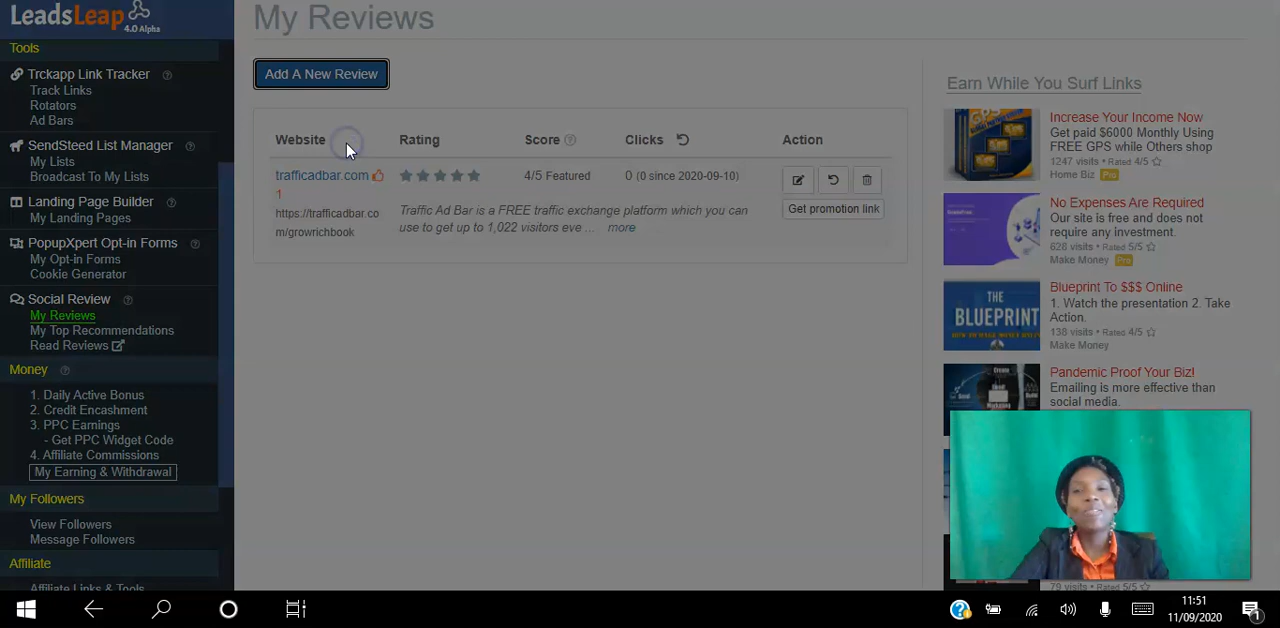 LeadsLeap
4.0 Alpha
Tools
Trckapp Link Tracker
Track Links
Rotators
Ad Bars
SendSteed List Manager
My Lists
Broadcast To My Lists
Landing Page Builder
My Landing Pages
PopupXpert Opt-in Forms
My Opt-in Forms
Cookie Generator
Social Review
My Reviews
My Top Recommendations
Read Reviews
Money
1. Daily Active Bonus
2. Credit Encashment
3. PPC Earnings
- Get PPC Widget Code
4. Affiliate Commissions
My Earning & Withdrawal
My Followers
View Followers
Message Followers
Affiliate
Affiliate Links & Tools
My Reviews
Add A New Review
Website Rating Score Clicks Action
trafficadbar.com
1
https://trafficadbar.co
m/growrichbook
4/5 Featured
0 (0 since 2020-09-10)
Get promotion link
Traffic Ad Bar is a FREE traffic exchange platform which you can
use to get up to 1,022 visitors eve ... more
Earn While You Surf Links
Increase Your Income Now
Get paid $6000 Monthly Using
FREE GPS while Others shop
1247 visits • Rated 4/5
Home Biz Pro
No Expenses Are Required
Our site is free and does not
require any investment.
628 visits • Rated 5/5
Make Money Pro
THE
BLUEPRINT
Blueprint To $$$ Online
1. Watch the presentation 2. Take
Action.
138 visits • Rated 4/5
Make Money
Pandemic Proof Your Biz!
Emailing is more effective than
social media.
79 visits • Rated 5/5
11:51
11/09/2020